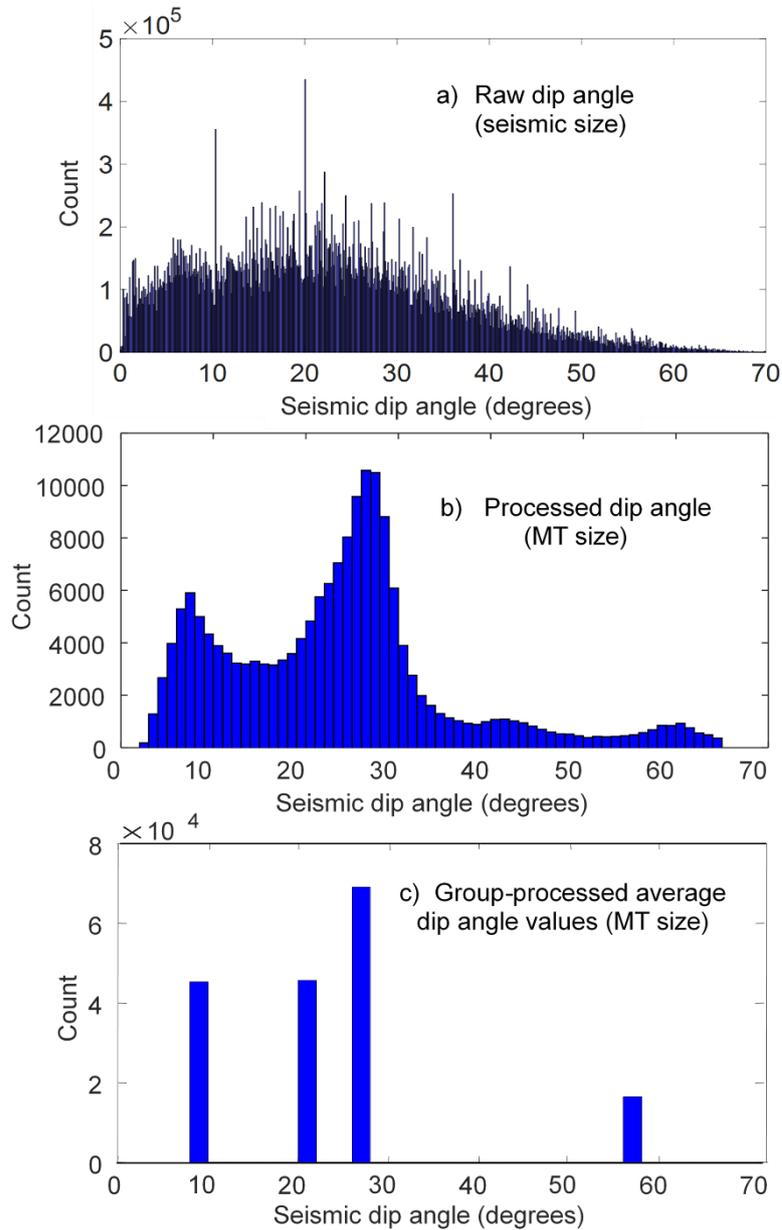 ×10⁵
5
4
3
2
1
0
Count
a) Raw dip angle
(seismic size)
0 10 20 30 40 50 60 70
Seismic dip angle (degrees)
12000
10000
8000
6000
4000
2000
0
Count
b) Processed dip angle
(MT size)
0 10 20 30 40 50 60 70
Seismic dip angle (degrees)
×10 ⁴
8
6
4
2
0
Count
c) Group-processed average
dip angle values (MT size)
0 10 20 30 40 50 60 70
Seismic dip angle (degrees)